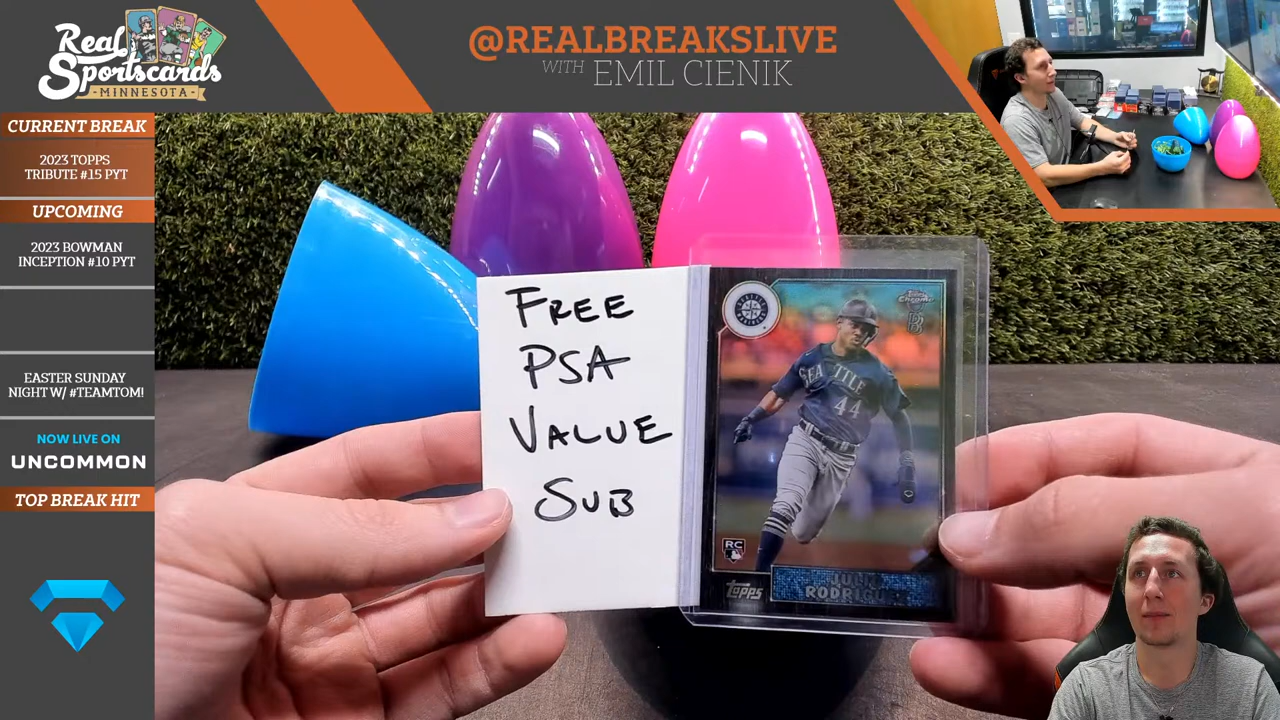 Real
Sportscards
MINNESOTA
@REALBREAKSLIVE
WITH EMIL CIENIK
CURRENT BREAK
2023 TOPPS
TRIBUTE #15 PYT
UPCOMING
2023 BOWMAN
INCEPTION #10 PYT
EASTER SUNDAY
NIGHT W/ #TEAMTOM!
NOW LIVE ON
UNCOMMON
TOP BREAK HIT
FREE
PSA
VALUE
SUB
Topps
Chrome
SEATTLE
44
RC
Topps